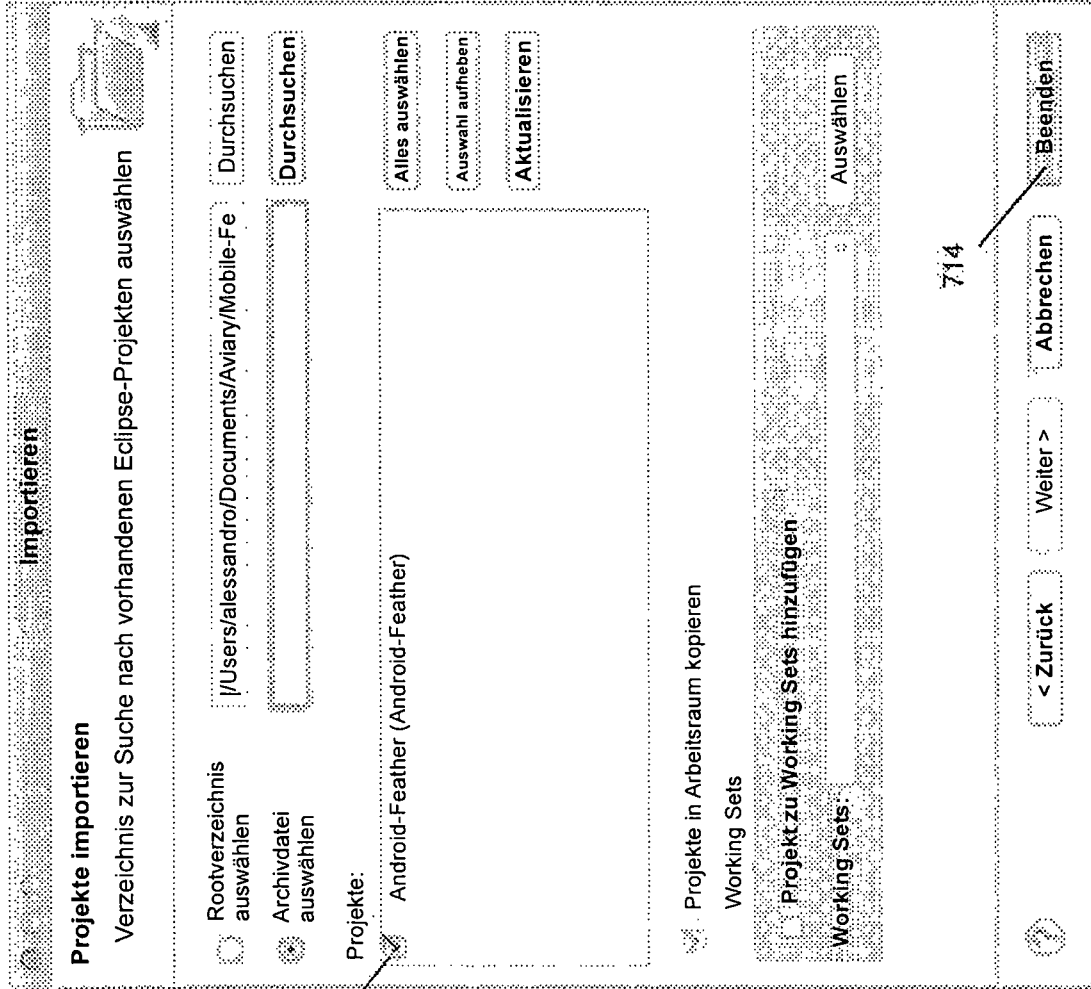 Importieren
Projekte importieren
Verzeichnis zur Suche nach vorhandenen Eclipse-Projekten auswählen
Rootverzeichnis
auswählen
/Users/alessandro/Documents/Aviary/Mobile-Fe
Durchsuchen
Archivdatei
auswählen
Durchsuchen
Projekte:
Android-Feather (Android-Feather)
Alles auswählen
Auswahl aufheben
Aktualisieren
Projekte in Arbeitsraum kopieren
Working Sets
Projekt zu Working Sets hinzufügen
Working Sets:
Auswählen
714
?
< Zurück
Weiter >
Abbrechen
Beenden